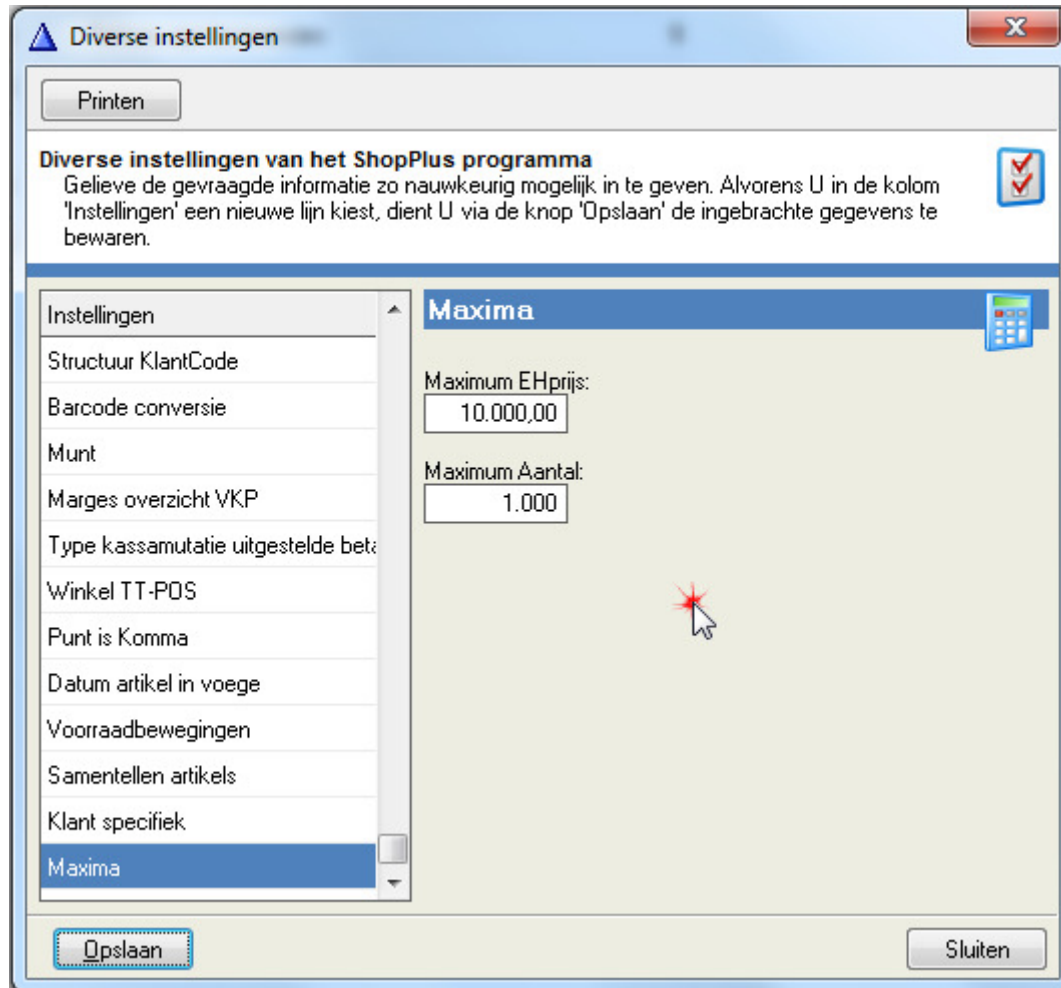 Diverse instellingen
Printen
Diverse instellingen van het ShopPlus programma
Gelieve de gevraagde informatie zo nauwkeurig mogelijk in te geven. Alvorens U in de kolom
'Instellingen' een nieuwe lijn kiest, dient U via de knop 'Opslaan' de ingebrachte gegevens te
bewaren.
Instellingen
Structuur KlantCode
Barcode conversie
Munt
Marges overzicht VKP
Type kassamutatie uitgestelde beta
Winkel TT-POS
Punt is Komma
Datum artikel in voege
Voorraadbewegingen
Samentellen artikels
Klant specifiek
Maxima
Maxima
Maximum EHprijs:
10.000,00
Maximum Aantal:
1.000
Opslaan
Sluiten